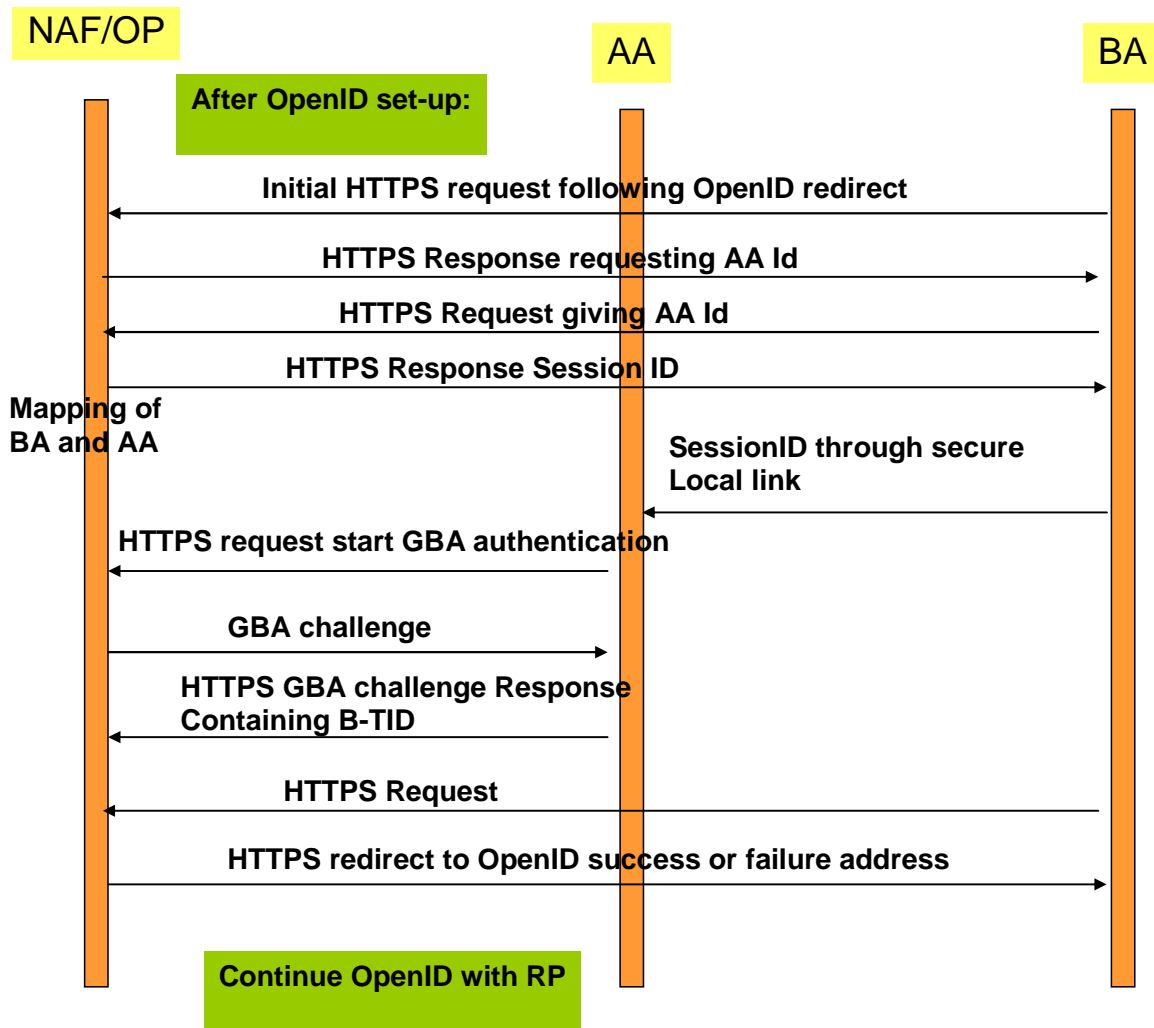 NAF/OP
AA
BA
After OpenID set-up:
Initial HTTPS request following OpenID redirect
HTTPS Response requesting AA Id
HTTPS Request giving AA Id
HTTPS Response Session ID
Mapping of
BA and AA
SessionID through secure
Local link
HTTPS request start GBA authentication
GBA challenge
HTTPS GBA challenge Response
Containing B-TID
HTTPS Request
HTTPS redirect to OpenID success or failure address
Continue OpenID with RP